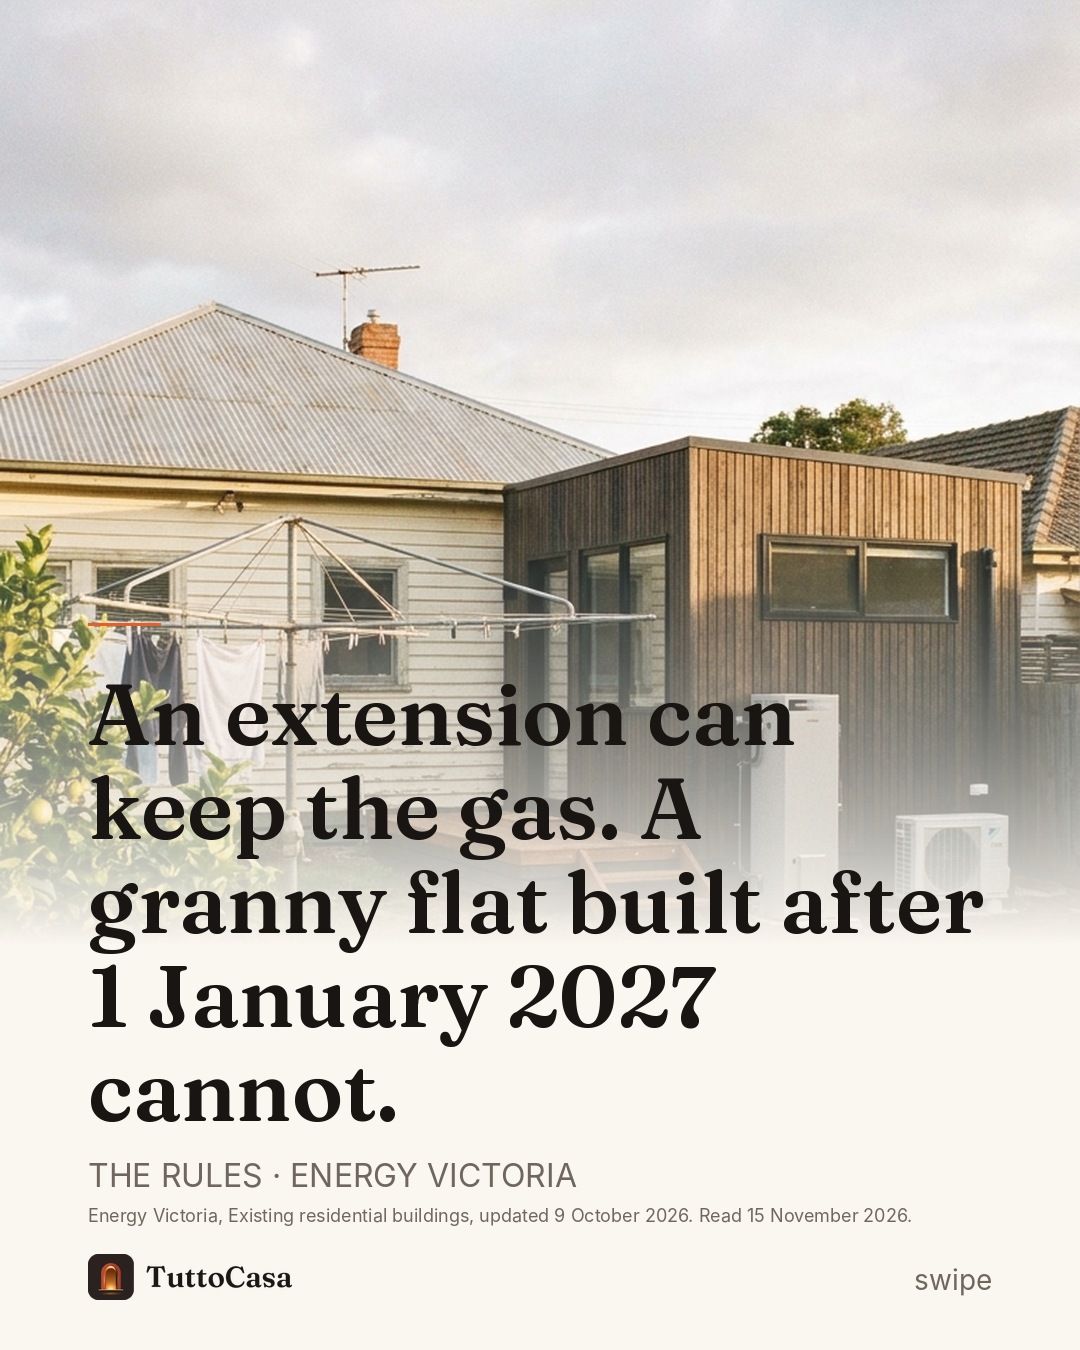 An extension can
keep the gas. A
granny flat built after
1 January 2027
cannot.
THE RULES · ENERGY VICTORIA
Energy Victoria, Existing residential buildings, updated 9 October 2026. Read 15 November 2026.
TuttoCasa
swipe